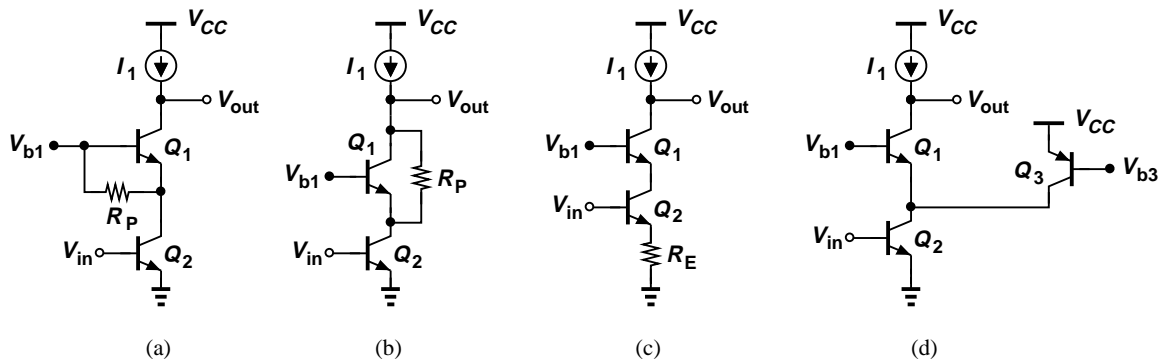 V_CC
I_1
V_out
V_b1
Q_1
R_P
V_in
Q_2
(a)
V_CC
I_1
V_out
Q_1
V_b1
R_P
V_in
Q_2
(b)
V_CC
I_1
V_out
V_b1
Q_1
V_in
Q_2
R_E
(c)
V_CC
I_1
V_out
V_CC
V_b1
Q_1
Q_3
V_b3
V_in
Q_2
(d)